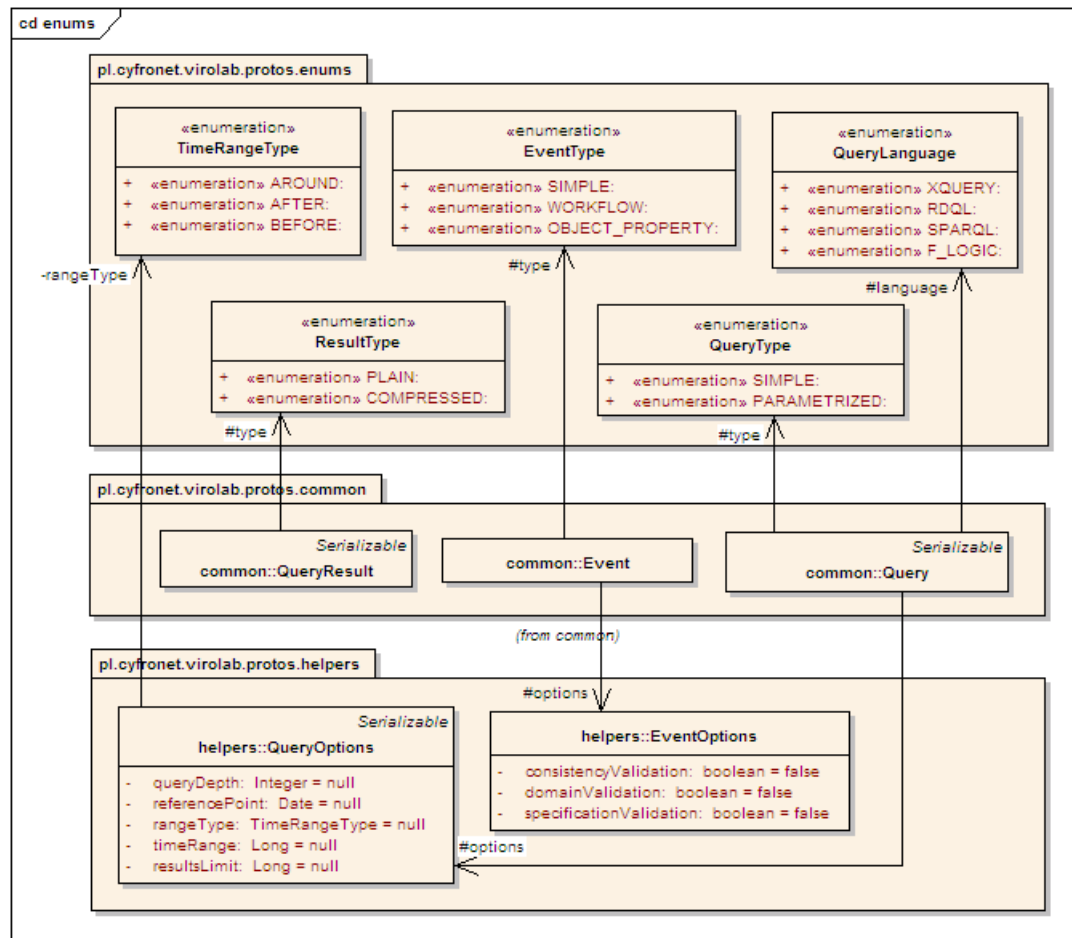 cd enums
pl.cyfronet.virolab.protos.enums
«enumeration»
TimeRangeType
+ «enumeration» AROUND:
+ «enumeration» AFTER:
+ «enumeration» BEFORE:
«enumeration»
EventType
+ «enumeration» SIMPLE:
+ «enumeration» WORKFLOW:
+ «enumeration» OBJECT_PROPERTY:
«enumeration»
QueryLanguage
+ «enumeration» XQUERY:
+ «enumeration» RDQL:
+ «enumeration» SPARQL:
+ «enumeration» F_LOGIC:
-rangeType
#type
#language
«enumeration»
ResultType
+ «enumeration» PLAIN:
+ «enumeration» COMPRESSED:
«enumeration»
QueryType
+ «enumeration» SIMPLE:
+ «enumeration» PARAMETRIZED:
#type
#type
pl.cyfronet.virolab.protos.common
Serializable
common::QueryResult
common::Event
Serializable
common::Query
(from common)
pl.cyfronet.virolab.protos.helpers
#options
Serializable
helpers::QueryOptions
- queryDepth: Integer = null
- referencePoint: Date = null
- rangeType: TimeRangeType = null
- timeRange: Long = null
- resultsLimit: Long = null
helpers::EventOptions
- consistencyValidation: boolean = false
- domainValidation: boolean = false
- specificationValidation: boolean = false
#options